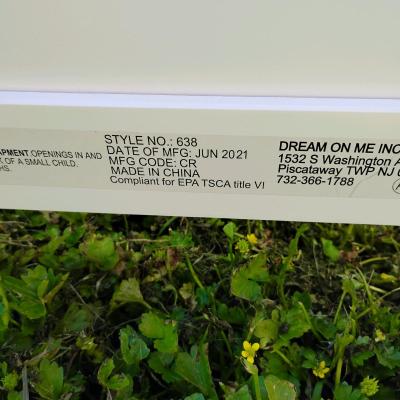 APMENT.OPENINGS IN AND
OF A SMALL CHILD.
HS.
STYLE NO.: 638
DATE OF MFG: JUN 2021
MFG CODE: CR
MADE IN CHINA
Compliant for EPA TSCA title VI
DREAM ON ME INC
1532 S Washington A
Piscataway TWP NJ
732-366-1788